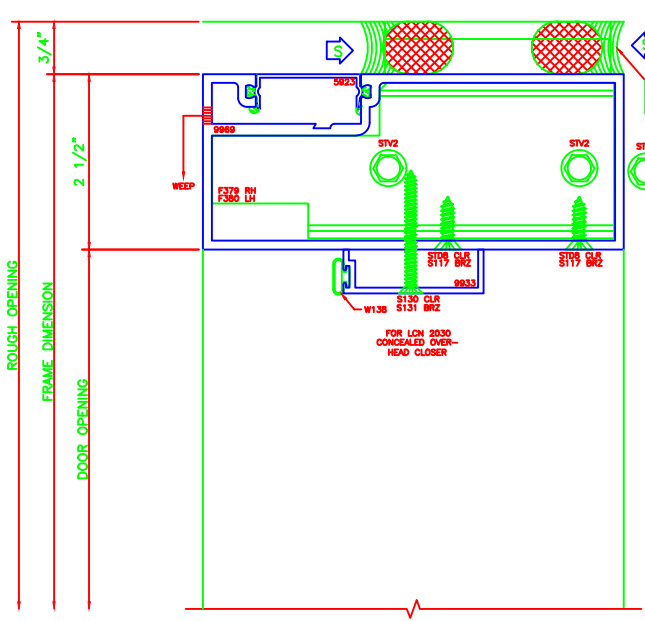 3/4"
S
5923
9969
STV2
STV2
2 1/2"
WEEP
F379 RH
F380 LH
STD8 CLR
S117 BRZ
STD8 CLR
S117 BRZ
9933
W138
S130 CLR
S131 BRZ
FOR LCN 2030
CONCEALED OVER-
HEAD CLOSER
ROUGH OPENING
FRAME DIMENSION
DOOR OPENING